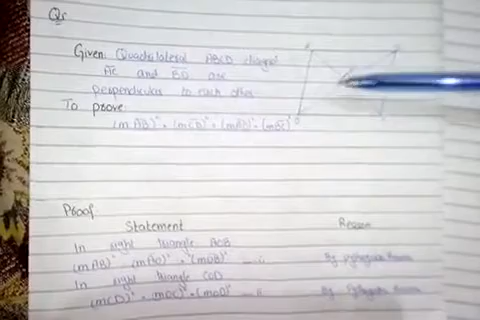 Q8
Given: Quadrilateral ABCD diagonal
AC and BD are
perpendicular to each other
To prove
(mAB)² + (mCD)² = (mAD)² + (mBC)²
Proof
Statement Reason
In right triangle AOB
(mAB)² = (mAO)² + (mOB)² — i
By Pythagoras theorem
In right triangle COD
(mCD)² = (mOC)² + (mOD)² — ii
By Pythagoras theorem